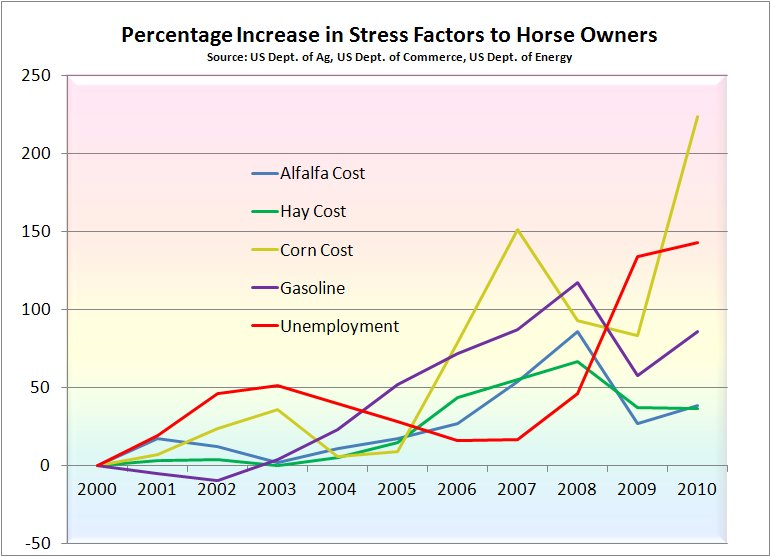 Percentage Increase in Stress Factors to Horse Owners
Source: US Dept. of Ag, US Dept. of Commerce, US Dept. of Energy
250
200
150
100
50
0
-50
Alfalfa Cost
Hay Cost
Corn Cost
Gasoline
Unemployment
2000 2001 2002 2003 2004 2005 2006 2007 2008 2009 2010